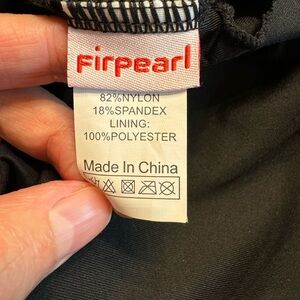 Firpearl
82%NYLON
18%SPANDEX
LINING:
100%POLYESTER
Made In China